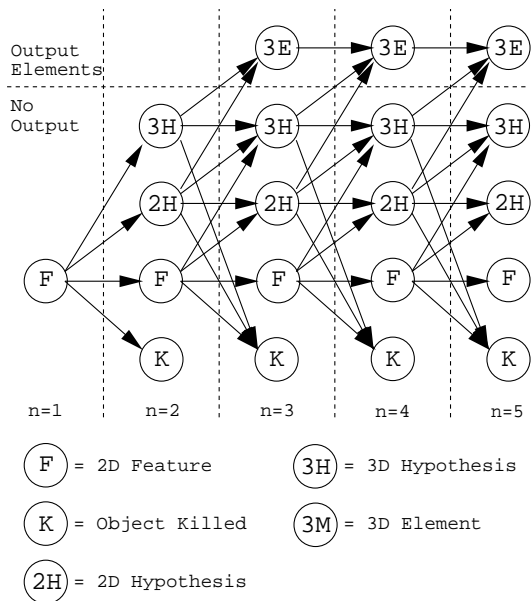 Output
Elements
3E 3E 3E
No
Output
3H 3H 3H 3H
2H 2H 2H 2H
F F F F F
K K K K
n=1 n=2 n=3 n=4 n=5
F = 2D Feature
3H = 3D Hypothesis
K = Object Killed
3M = 3D Element
2H = 2D Hypothesis